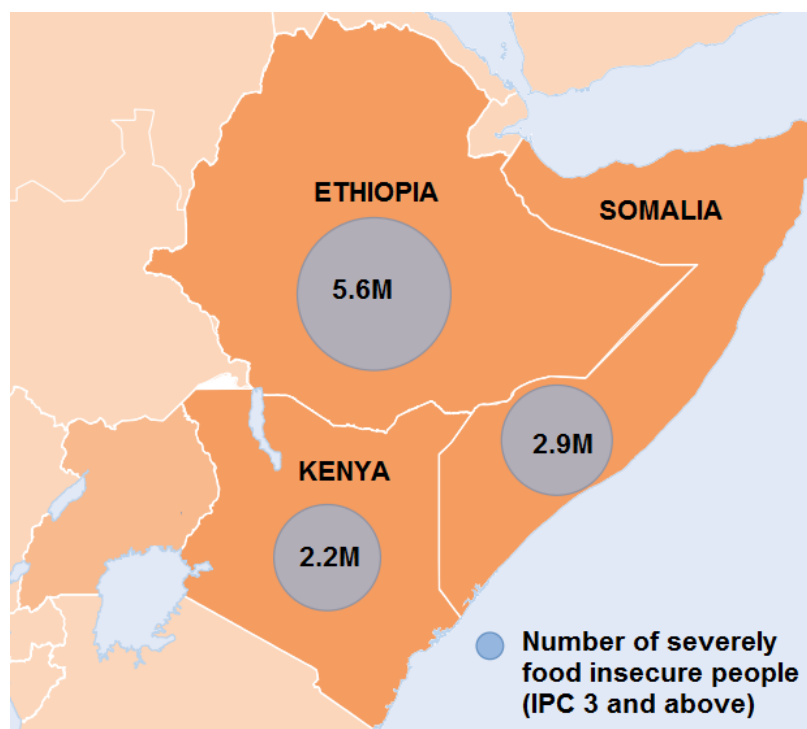 ETHIOPIA
SOMALIA
5.6M
2.9M
KENYA
2.2M
Number of severely
food insecure people
(IPC 3 and above)